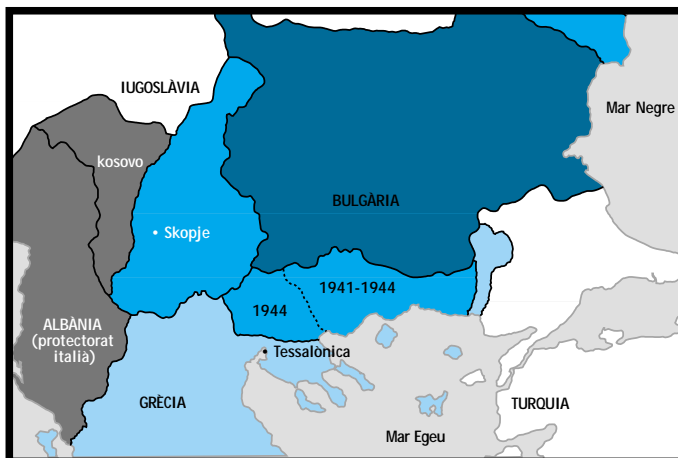 IUGOSLÀVIA
Mar Negre
kosovo
BULGÀRIA
Skopje
1941-1944
1944
ALBÀNIA
(protectorat
italià)
Tessalònica
GRÈCIA
TURQUIA
Mar Egeu